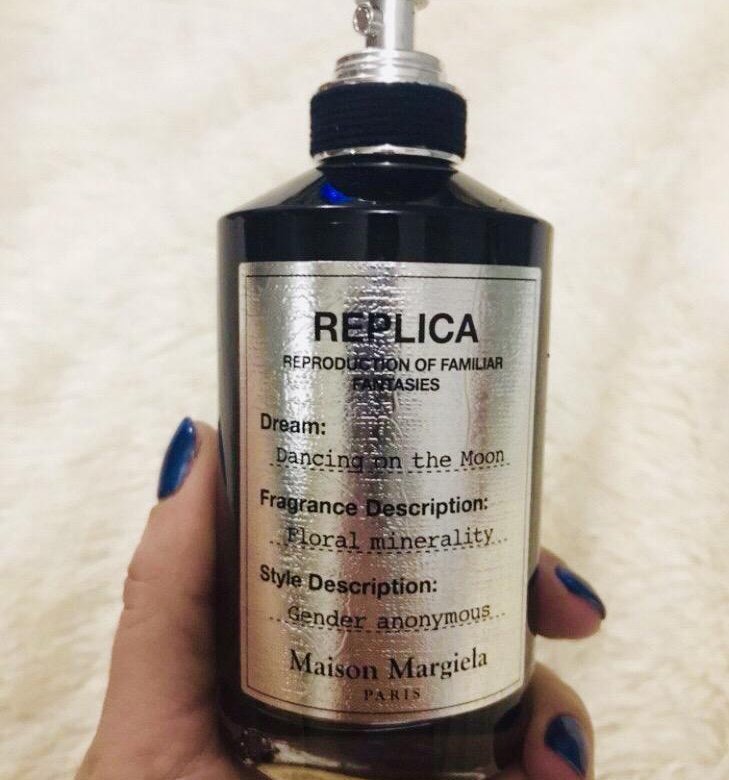 REPLICA
REPRODUCTION OF FAMILIAR
FANTASIES
Dream:
Dancing on the Moon
Fragrance Description:
Floral minerality
Style Description:
Gender anonymous
Maison Margiela
PARIS